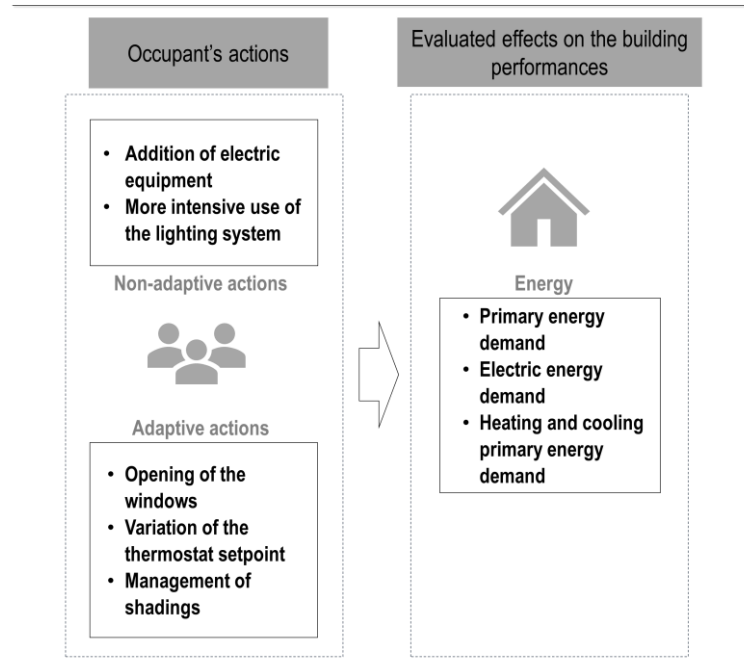 Occupant's actions
• Addition of electric
equipment
• More intensive use of
the lighting system
Non-adaptive actions
Adaptive actions
• Opening of the
windows
• Variation of the
thermostat setpoint
• Management of
shadings
Evaluated effects on the building
performances
Energy
• Primary energy
demand
• Electric energy
demand
• Heating and cooling
primary energy
demand